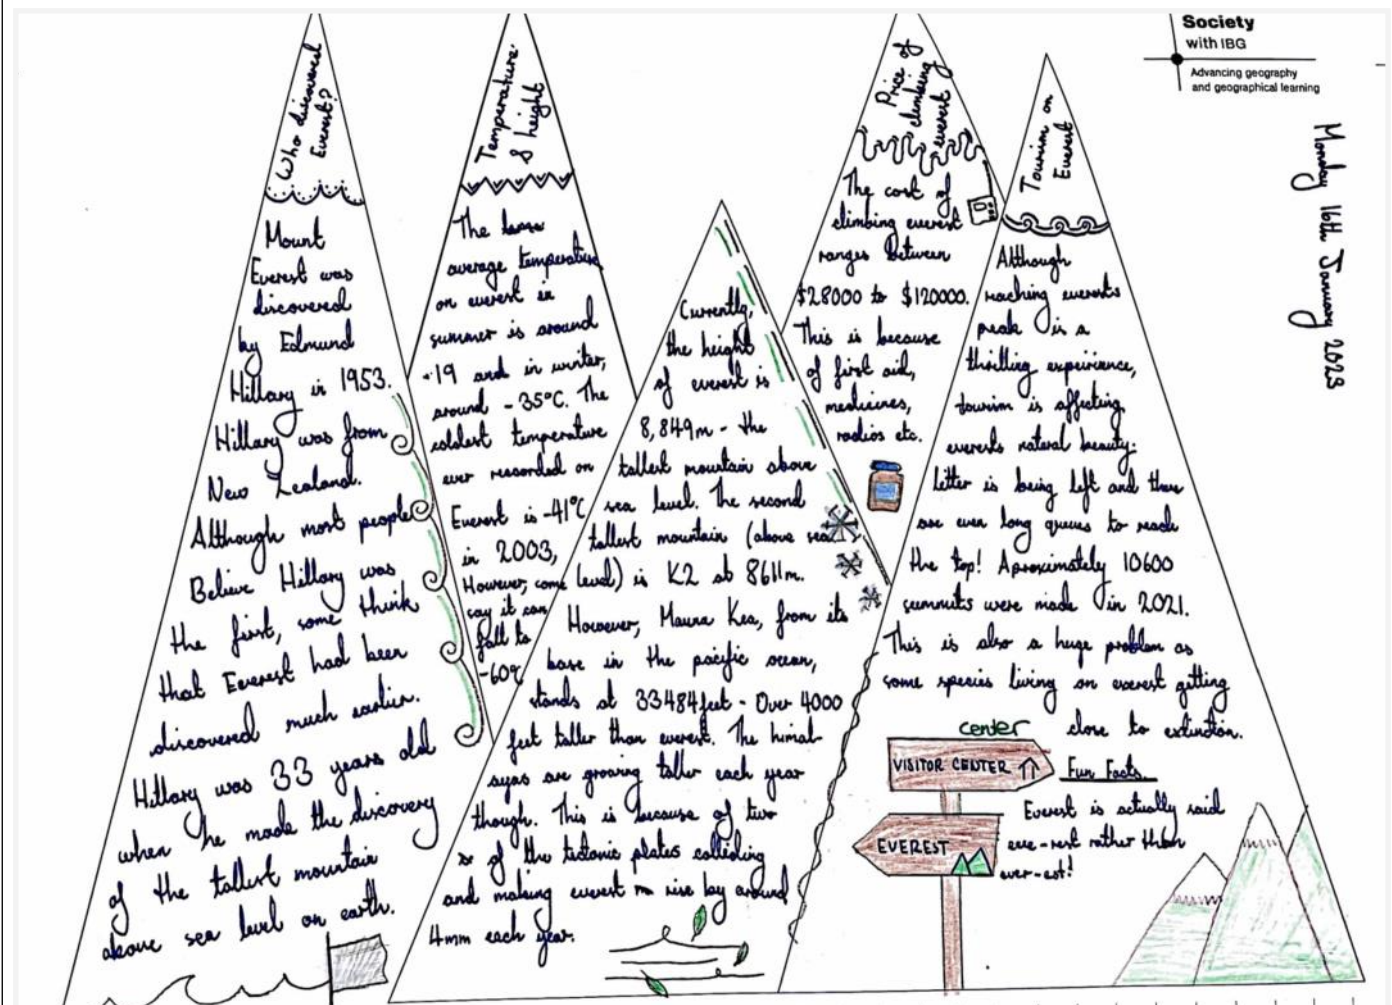 Society
with IBG
Advancing geography
and geographical learning
Monday 16th January 2023
Who discovered
Everest?
Mount
Everest was
discovered
by Edmund
Hillary in 1953.
Hillary was from
New Zealand.
Although most people
Believe Hillary was
the first, some think
that Everest had been
discovered much earlier.
Hillary was 33 years old
when he made the discovery
of the tallest mountain
above sea level on earth.
Temperature
& height
The
average temperature
on everest in
summer is around
-19 and in winter,
around -35°C. The
coldest temperature
ever recorded on
Everest is -41°C
in 2003,
However, some
say it can
fall to
-60°C
Currently,
the height
of everest is
8,849m - the
tallest mountain above
sea level. The second
tallest mountain (above sea
level) is K2 at 8611m.
However, Mauna Kea, from its
base in the pacific ocean,
stands at 33484feet - Over 4000
feet taller than everest. The himal-
ayas are growing taller each year
though. This is because of two
of the tectonic plates colliding
and making everest rise by around
4mm each year.
Price of
climbing
everest
The cost of
climbing everest
ranges between
$28000 to $120000.
This is because
of first aid,
medicines,
radios etc.
Tourism on
Everest
Although
reaching everests
peak is a
thrilling expeirience,
tourism is affecting
everests natural beauty.
Litter is being left and there
are even long queues to reach
the top! Aproximately 10600
summits were made in 2021.
This is also a huge problem as
some species living on everest getting
close to extinction.
center
VISITOR CENTER
EVEREST
Fun Facts
Everest is actually said
eve-rest rather than
ever-est!